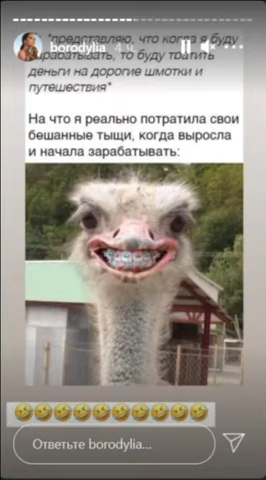 *представляю, что когда я буду
borodylia 4 ч.
зарабатывать, то буду тратить
деньги на дорогие шмотки и
путешествия*
На что я реально потратила свои
бешанные тыщи, когда выросла
и начала зарабатывать:
🤣🤣🤣🤣🤣🤣🤣🤣🤣🤣
Ответьте borodylia...